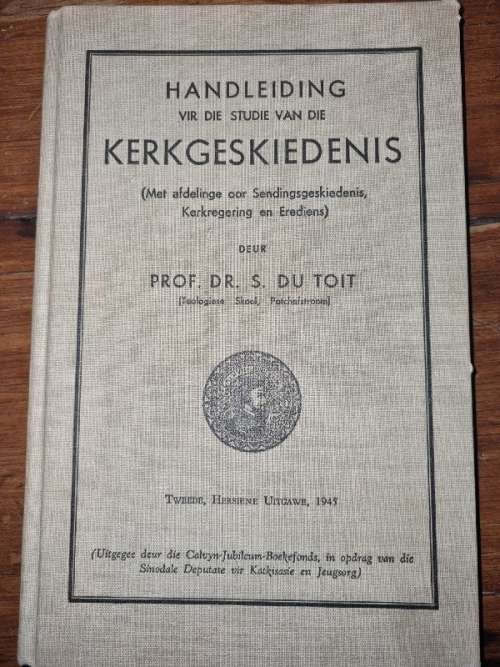 HANDLEIDING
VIR DIE STUDIE VAN DIE
KERKGESKIEDENIS
(Met afdelinge oor Sendingsgeskiedenis,
Kerkregering en Erediens)
DEUR
PROF. DR. S. DU TOIT
(Teologiese Skool, Potchefstroom)
TWEEDE, HERSIENE UITGAWE, 1945
(Uitgegee deur die Calvyn-Jubileum-Boekefonds, in opdrag van die
Sinodale Deputate vir Katkisasie en Jeugsorg)